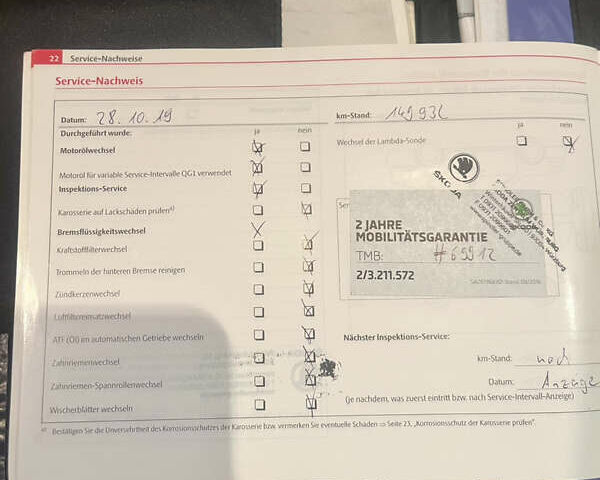 22 Service-Nachweise
Service-Nachweis
Datum: 28.10.19
km-Stand:
Durchgeführt wurde: ja nein
ja nein
Motorölwechsel
Wechsel der Lambda-Sonde
Motoröl für variable Service-Intervalle QG1 verwendet
Inspektions-Service
Karosserie auf Lackschäden prüfen a)
Bremsflüssigkeitswechsel
Kraftstofffilterwechsel
Trommeln der hinteren Bremse reinigen
Zündkerzenwechsel
Luftfiltereinsatzwechsel
ATF (Öl) im automatischen Getriebe wechseln
Zahnriemenwechsel
Zahnriemen-Spannrollenwechsel
Wischerblätter wechseln
ŠKODA
2 JAHRE
MOBILITÄTSGARANTIE
TMB: #65912
2/3.211.572
Nächster Inspektions-Service:
km-Stand: nach
Datum: Anzeige
(je nachdem, was zuerst eintritt bzw. nach Service-Intervall-Anzeige)
a) Bestätigen Sie die Unversehrtheit des Korrosionsschutzes der Karosserie bzw. vermerken Sie eventuelle Schäden ⇒ Seite 23, „Korrosionsschutz der Karosserie prüfen“.